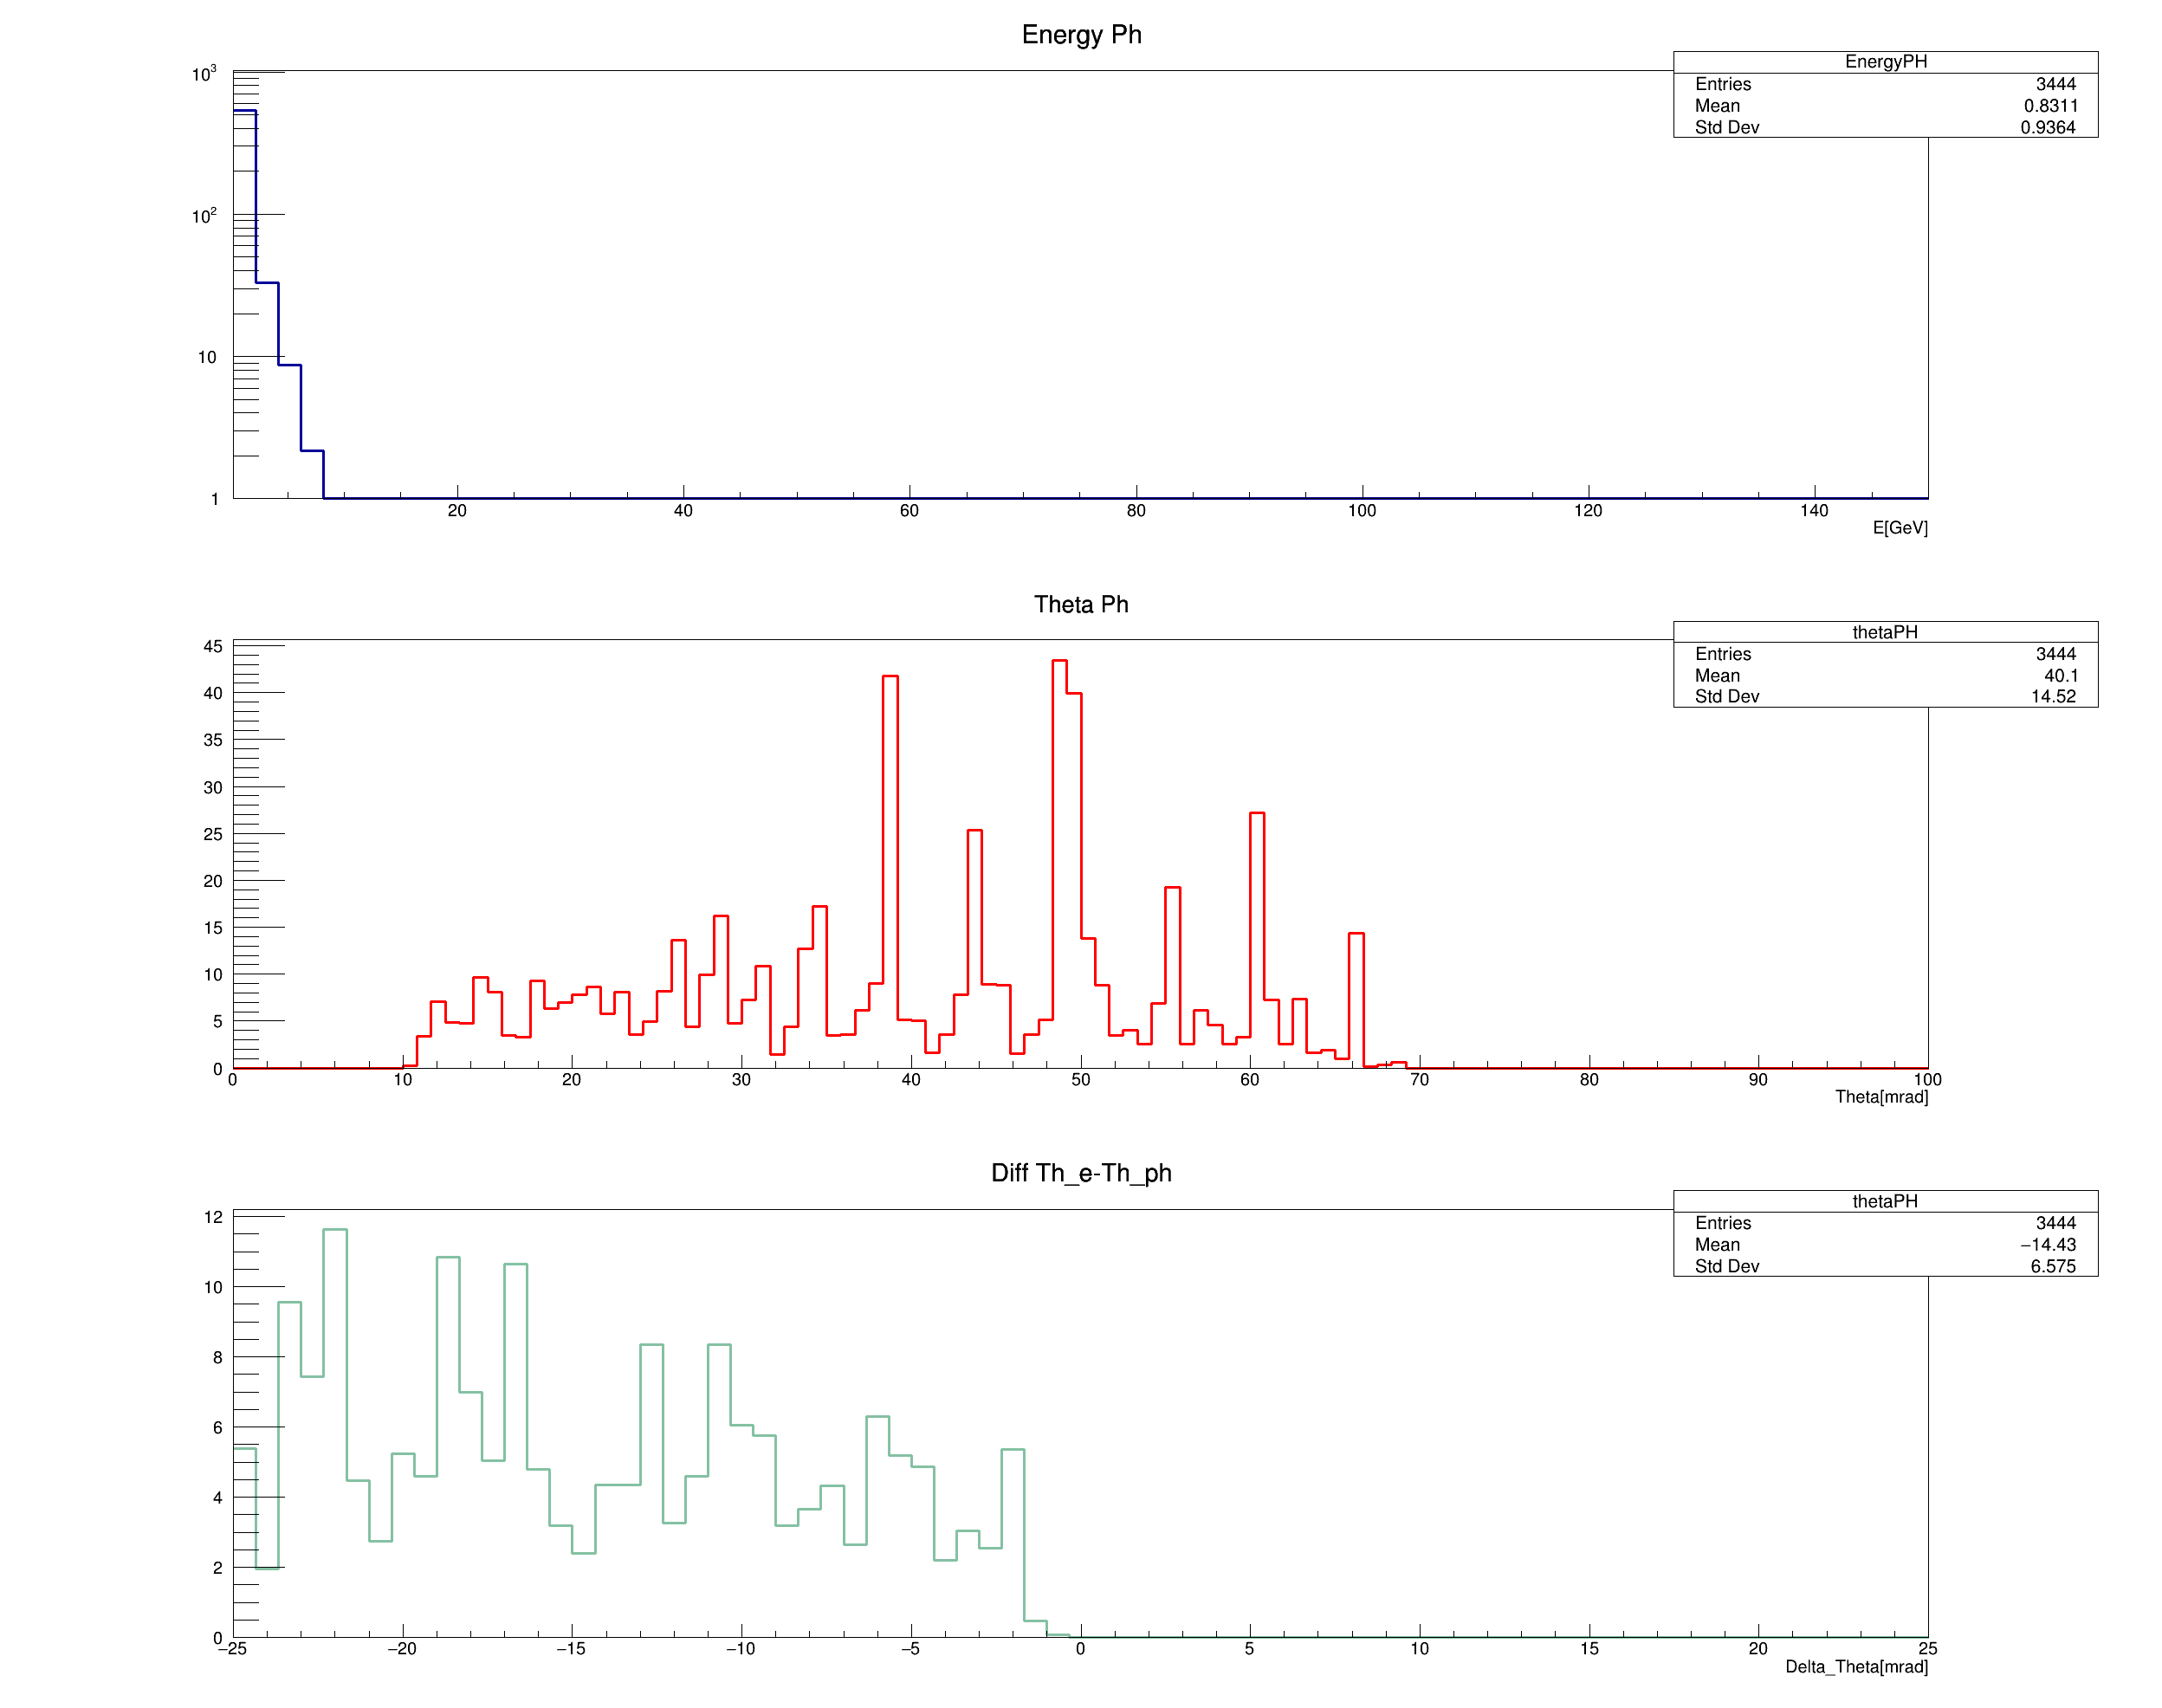 Energy Ph
EnergyPH
Entries 3444
Mean 0.8311
Std Dev 0.9364
10³
10²
10
1
20 40 60 80 100 120 140
E[GeV]
Theta Ph
thetaPH
Entries 3444
Mean 40.1
Std Dev 14.52
45
40
35
30
25
20
15
10
5
0
0 10 20 30 40 50 60 70 80 90 100
Theta[mrad]
Diff Th_e-Th_ph
thetaPH
Entries 3444
Mean −14.43
Std Dev 6.575
12
10
8
6
4
2
0
−25 −20 −15 −10 −5 0 5 10 15 20 25
Delta_Theta[mrad]